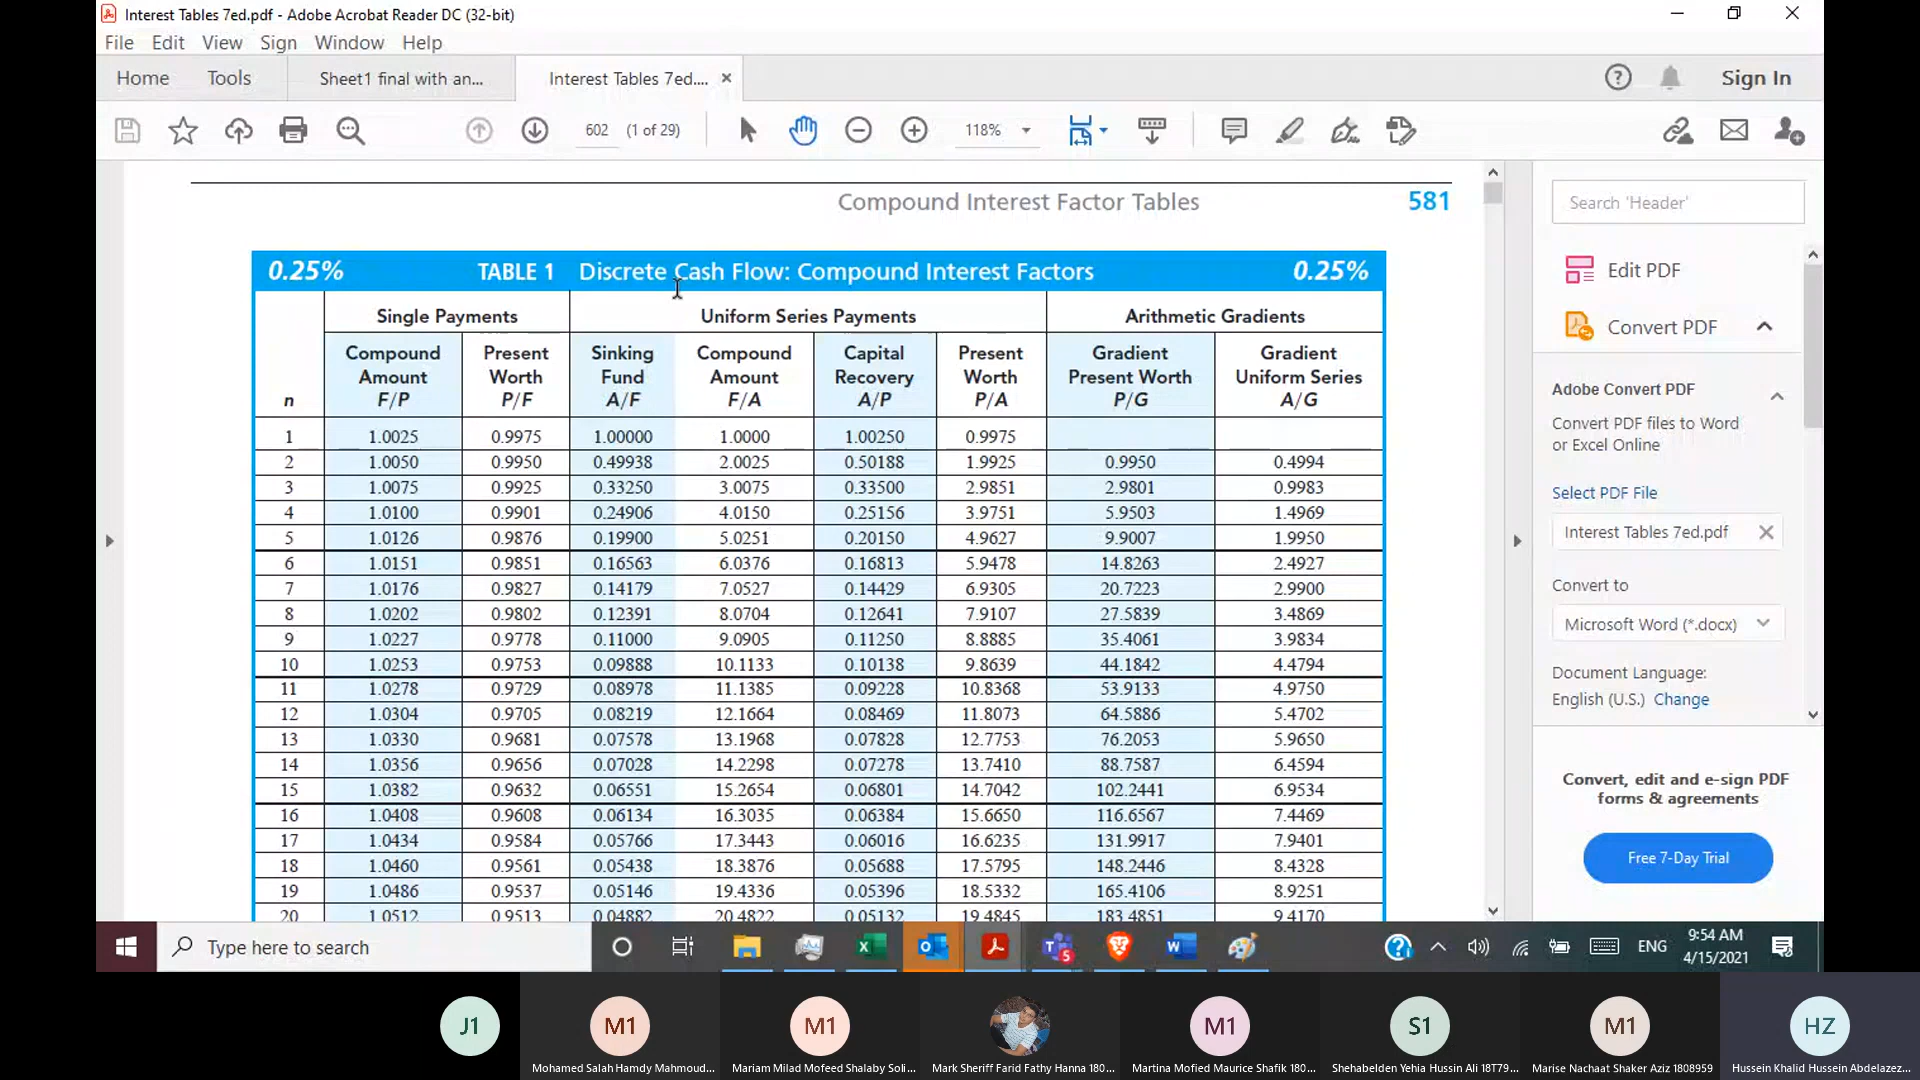 Interest Tables 7ed.pdf - Adobe Acrobat Reader DC (32-bit)
File Edit View Sign Window Help
Home Tools Sheet1 final with an... Interest Tables 7ed.... Sign In
602 (1 of 29) 118%
Compound Interest Factor Tables 581
0.25% TABLE 1 Discrete Cash Flow: Compound Interest Factors 0.25%
Single Payments Uniform Series Payments Arithmetic Gradients
n Compound Amount F/P Present Worth P/F Sinking Fund A/F Compound Amount F/A Capital Recovery A/P Present Worth P/A Gradient Present Worth P/G Gradient Uniform Series A/G
1 1.0025 0.9975 1.00000 1.0000 1.00250 0.9975
2 1.0050 0.9950 0.49938 2.0025 0.50188 1.9925 0.9950 0.4994
3 1.0075 0.9925 0.33250 3.0075 0.33500 2.9851 2.9801 0.9983
4 1.0100 0.9901 0.24906 4.0150 0.25156 3.9751 5.9503 1.4969
5 1.0126 0.9876 0.19900 5.0251 0.20150 4.9627 9.9007 1.9950
6 1.0151 0.9851 0.16563 6.0376 0.16813 5.9478 14.8263 2.4927
7 1.0176 0.9827 0.14179 7.0527 0.14429 6.9305 20.7223 2.9900
8 1.0202 0.9802 0.12391 8.0704 0.12641 7.9107 27.5839 3.4869
9 1.0227 0.9778 0.11000 9.0905 0.11250 8.8885 35.4061 3.9834
10 1.0253 0.9753 0.09888 10.1133 0.10138 9.8639 44.1842 4.4794
11 1.0278 0.9729 0.08978 11.1385 0.09228 10.8368 53.9133 4.9750
12 1.0304 0.9705 0.08219 12.1664 0.08469 11.8073 64.5886 5.4702
13 1.0330 0.9681 0.07578 13.1968 0.07828 12.7753 76.2053 5.9650
14 1.0356 0.9656 0.07028 14.2298 0.07278 13.7410 88.7587 6.4594
15 1.0382 0.9632 0.06551 15.2654 0.06801 14.7042 102.2441 6.9534
16 1.0408 0.9608 0.06134 16.3035 0.06384 15.6650 116.6567 7.4469
17 1.0434 0.9584 0.05766 17.3443 0.06016 16.6235 131.9917 7.9401
18 1.0460 0.9561 0.05438 18.3876 0.05688 17.5795 148.2446 8.4328
19 1.0486 0.9537 0.05146 19.4336 0.05396 18.5332 165.4106 8.9251
20 1.0512 0.9513 0.04882 20.4822 0.05132 19.4845 183.4851 9.4170
Search 'Header'
Edit PDF
Convert PDF
Adobe Convert PDF
Convert PDF files to Word
or Excel Online
Select PDF File
Interest Tables 7ed.pdf
Convert to
Microsoft Word (*.docx)
Document Language:
English (U.S.) Change
Convert, edit and e-sign PDF
forms & agreements
Free 7-Day Trial
Type here to search
5
ENG
9:54 AM
4/15/2021
J1 M1 M1 M1 S1 M1 HZ
Mohamed Salah Hamdy Mahmoud... Mariam Milad Mofeed Shalaby Soli... Mark Sheriff Farid Fathy Hanna 180... Martina Mofied Maurice Shafik 180... Shehabelden Yehia Hussin Ali 18T79... Marise Nachaat Shaker Aziz 1808959 Hussein Khalid Hussein Abdelazez...